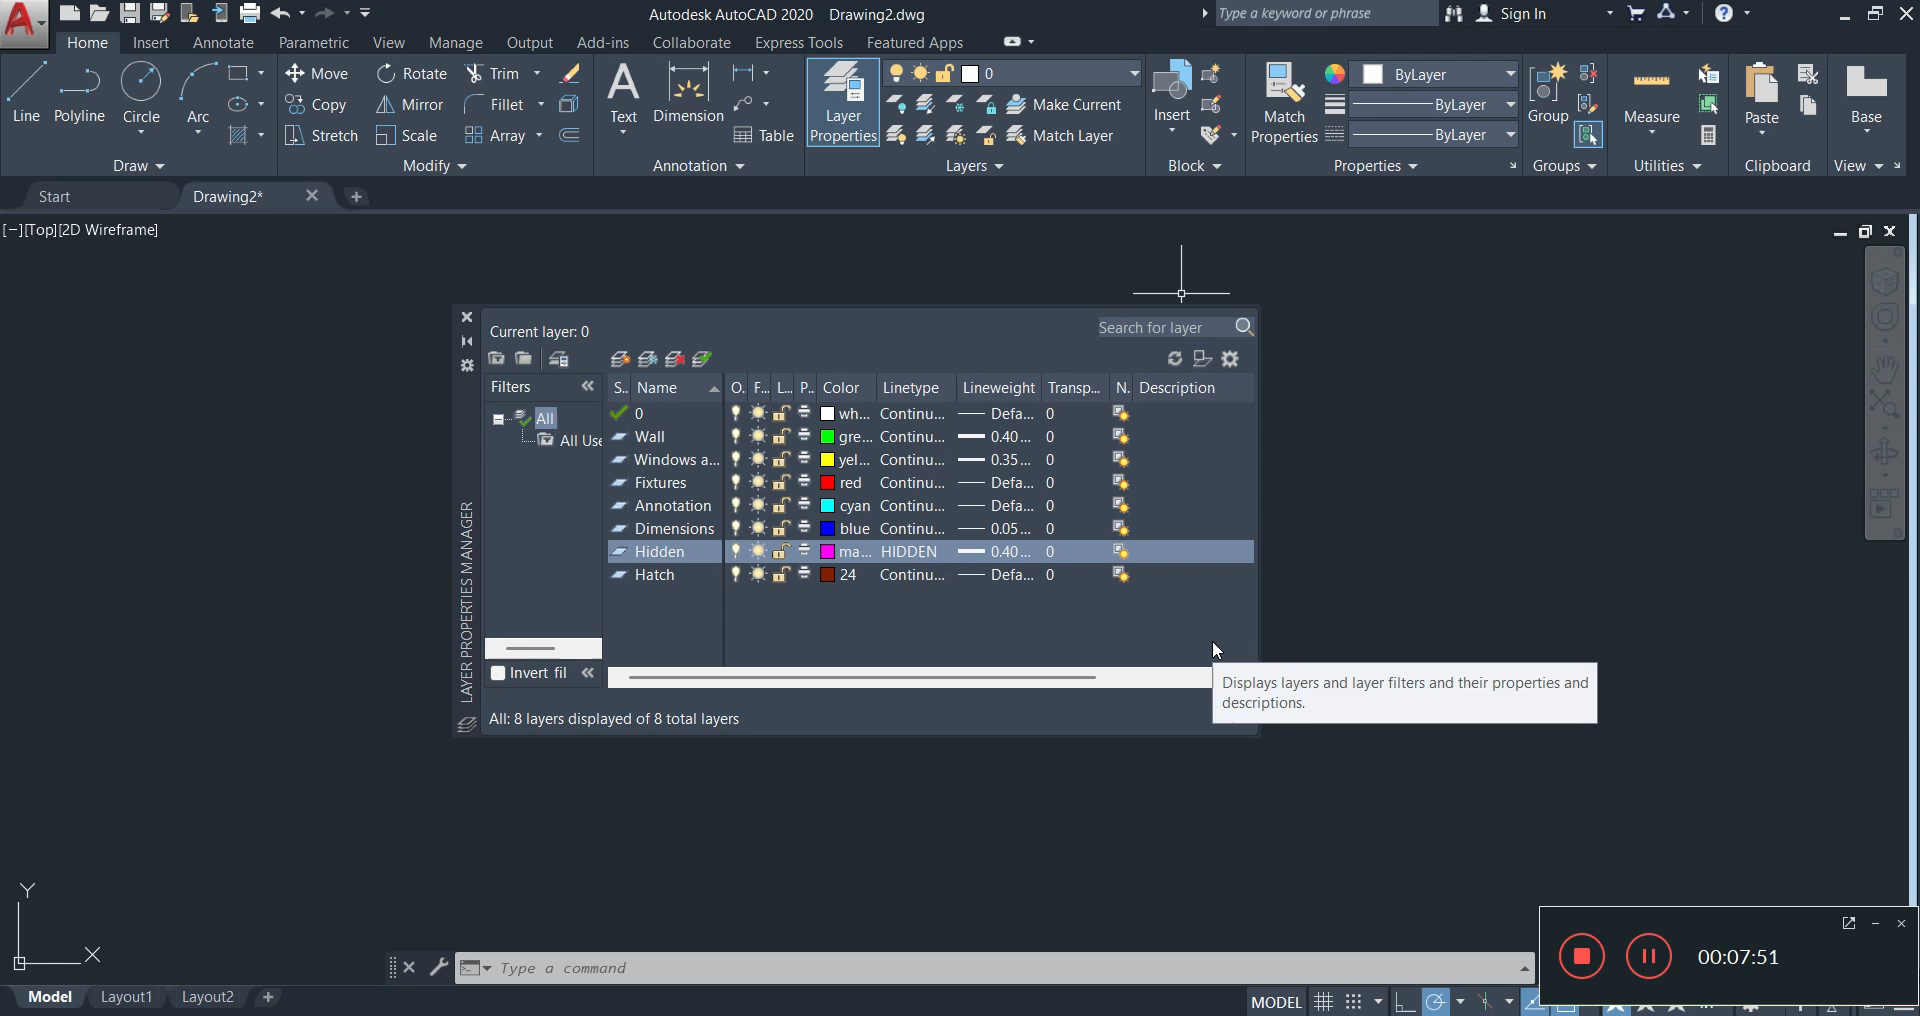 Autodesk AutoCAD 2020 Drawing2.dwg
Type a keyword or phrase
Sign In
Home Insert Annotate Parametric View Manage Output Add-ins Collaborate Express Tools Featured Apps
Line Polyline Circle Arc
Draw
Move Rotate Trim
Copy Mirror Fillet
Stretch Scale Array
Modify
Text Dimension
Table
Annotation
Layer Properties
0
Make Current
Match Layer
Layers
Insert
Block
Match Properties
ByLayer
ByLayer
ByLayer
Properties
Group
Groups
Measure
Utilities
Paste
Clipboard
Base
View
Start Drawing2*
[−][Top][2D Wireframe]
Current layer: 0
Search for layer
Filters
All
All Use
S.. Name O. F... L... P.. Color Linetype Lineweight Transp... N. Description
0 wh... Continu... Defa... 0
Wall gre... Continu... 0.40... 0
Windows a... yel... Continu... 0.35... 0
Fixtures red Continu... Defa... 0
Annotation cyan Continu... Defa... 0
Dimensions blue Continu... 0.05... 0
Hidden ma... HIDDEN 0.40... 0
Hatch 24 Continu... Defa... 0
Invert fil
All: 8 layers displayed of 8 total layers
LAYER PROPERTIES MANAGER
Displays layers and layer filters and their properties and
descriptions.
Y
X
Type a command
00:07:51
Model Layout1 Layout2
MODEL